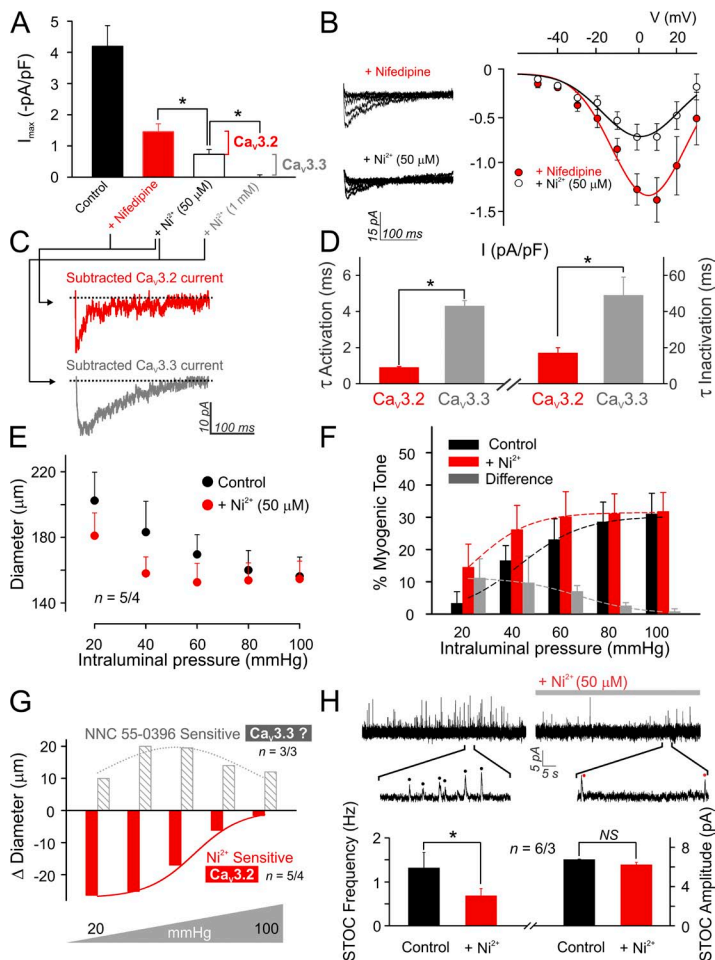 A
5
4
3
2
1
0
I max (-pA/pF)
*
*
Caᵥ3.2
Caᵥ3.3
Control
+ Nifedipine
+ Ni²⁺ (50 µM)
+ Ni²⁺ (1 mM)
B
+ Nifedipine
+ Ni²⁺ (50 µM)
15 pA
100 ms
V (mV)
-40 -20 0 20
0
-0.5
-1.0
-1.5
+ Nifedipine
+ Ni²⁺ (50 µM)
I (pA/pF)
C
Subtracted Caᵥ3.2 current
Subtracted Caᵥ3.3 current
10 pA
100 ms
D
6
4
2
0
τ Activation (ms)
*
*
60
40
20
0
τ Inactivation (ms)
Caᵥ3.2 Caᵥ3.3 Caᵥ3.2 Caᵥ3.3
E
220
190
160
Diameter (µm)
Control
+ Ni²⁺ (50 µM)
n = 5/4
20 40 60 80 100
Intraluminal pressure (mmHg)
F
Control
+ Ni²⁺
Difference
40
30
20
10
0
% Myogenic Tone
20 40 60 80 100
Intraluminal pressure (mmHg)
G
NNC 55-0396 Sensitive
Caᵥ3.3 ?
n = 3/3
20
10
0
-10
-20
Δ Diameter (µm)
Ni²⁺ Sensitive
Caᵥ3.2 n = 5/4
20 mmHg 100
H
+ Ni²⁺ (50 µM)
5 pA
5 s
2
1
0
STOC Frequency (Hz)
*
n = 6/3
NS
9
6
3
0
STOC Amplitude (pA)
Control + Ni²⁺ Control + Ni²⁺